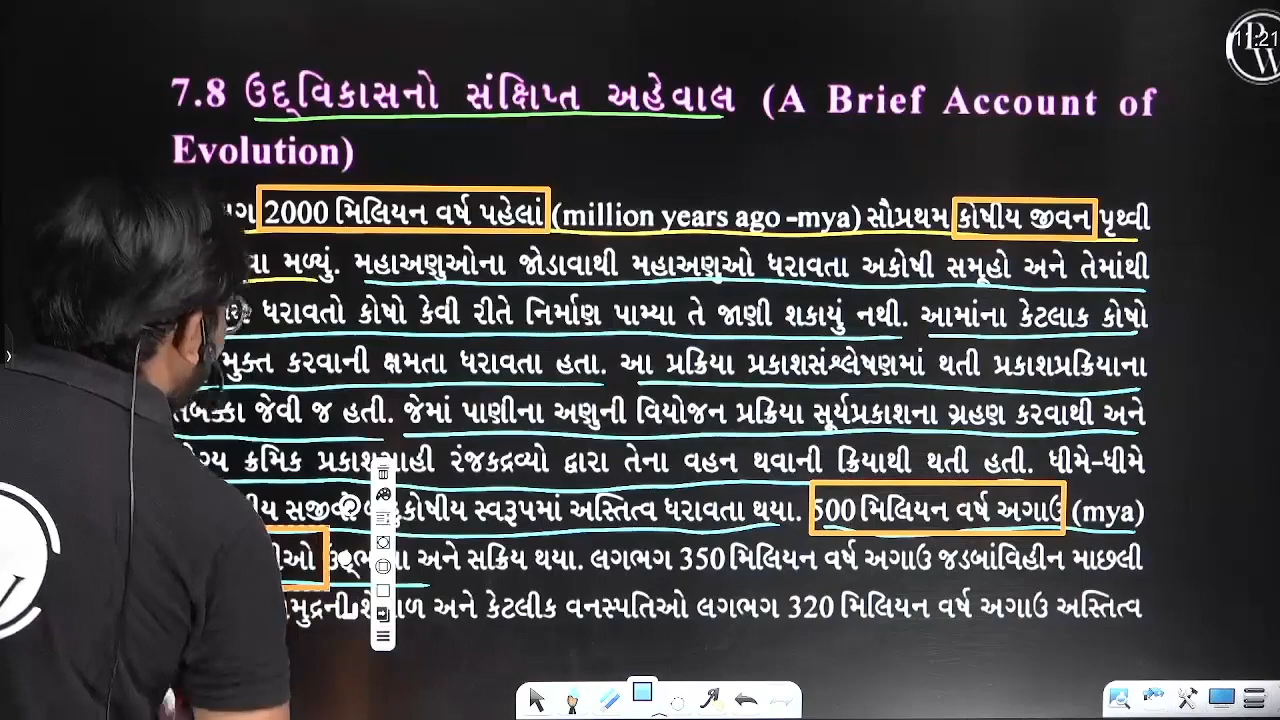 7.8 ઉદ્‌વિકાસનો સંક્ષિપ્ત અહેવાલ (A Brief Account of
Evolution)
2000 મિલિયન વર્ષ પહેલાં (million years ago -mya) સૌપ્રથમ કોષીય જીવન પૃથ્વી
મળ્યું. મહાઅણુઓના જોડાવાથી મહાઅણુઓ ધરાવતા અકોષી સમૂહો અને તેમાંથી
ધરાવતો કોષો કેવી રીતે નિર્માણ પામ્યા તે જાણી શકાયું નથી. આમાંના કેટલાક કોષો
મુક્ત કરવાની ક્ષમતા ધરાવતા હતા. આ પ્રક્રિયા પ્રકાશસંશ્લેષણમાં થતી પ્રકાશપ્રક્રિયાના
જેવી જ હતી. જેમાં પાણીના અણુની વિયોજન પ્રક્રિયા સૂર્યપ્રકાશના ગ્રહણ કરવાથી અને
ક્રમિક પ્રકાશગ્રાહી રંજકદ્રવ્યો દ્વારા તેના વહન થવાની ક્રિયાથી થતી હતી. ધીમે-ધીમે
સ્વરૂપમાં અસ્તિત્વ ધરાવતા થયા. 500 મિલિયન વર્ષ અગાઉ (mya)
અને સક્રિય થયા. લગભગ 350 મિલિયન વર્ષ અગાઉ જડબાંવિહીન માછલી
અને કેટલીક વનસ્પતિઓ લગભગ 320 મિલિયન વર્ષ અગાઉ અસ્તિત્વ